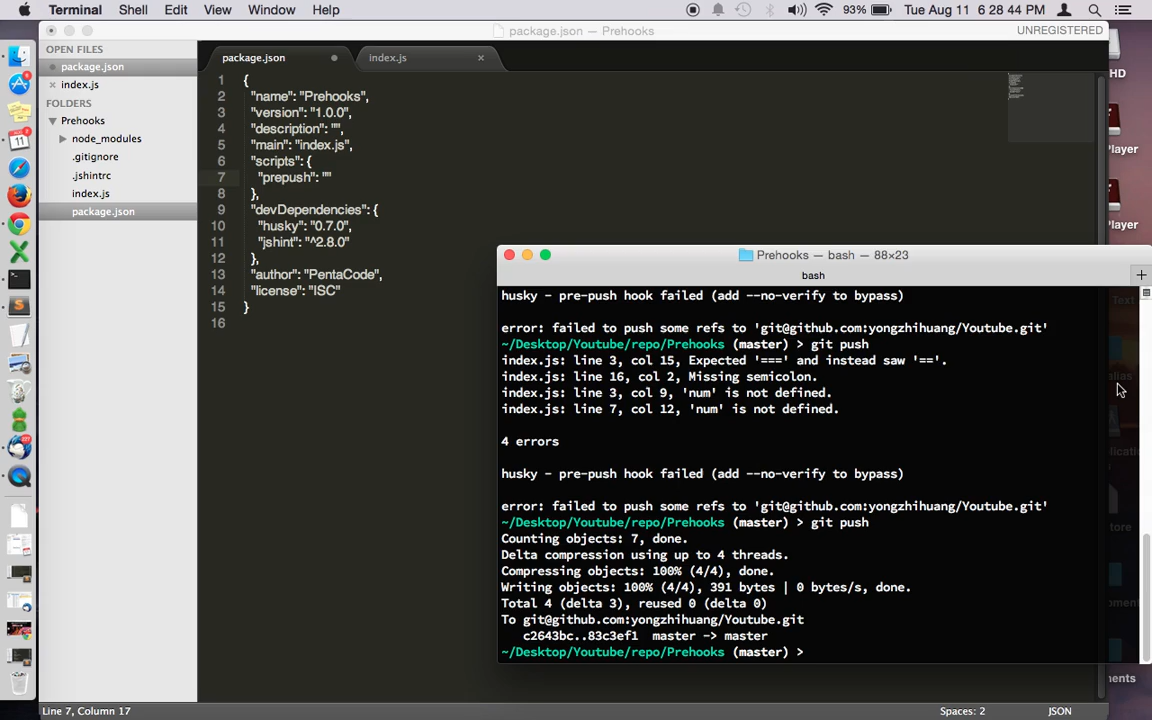 Terminal Shell Edit View Window Help
93% Tue Aug 11 6 28 44 PM
package.json — Prehooks
UNREGISTERED
OPEN FILES
package.json
index.js
FOLDERS
Prehooks
node_modules
.gitignore
.jshintrc
index.js
package.json
package.json index.js
1 {
2 "name": "Prehooks",
3 "version": "1.0.0",
4 "description": "",
5 "main": "index.js",
6 "scripts": {
7 "prepush": ""
8 },
9 "devDependencies": {
10 "husky": "0.7.0",
11 "jshint": "^2.8.0"
12 },
13 "author": "PentaCode",
14 "license": "ISC"
15 }
16
Prehooks — bash — 88×23
bash
husky - pre-push hook failed (add --no-verify to bypass)
error: failed to push some refs to 'git@github.com:yongzhihuang/Youtube.git'
~/Desktop/Youtube/repo/Prehooks (master) > git push
index.js: line 3, col 15, Expected '===' and instead saw '=='.
index.js: line 16, col 2, Missing semicolon.
index.js: line 3, col 9, 'num' is not defined.
index.js: line 7, col 12, 'num' is not defined.
4 errors
husky - pre-push hook failed (add --no-verify to bypass)
error: failed to push some refs to 'git@github.com:yongzhihuang/Youtube.git'
~/Desktop/Youtube/repo/Prehooks (master) > git push
Counting objects: 7, done.
Delta compression using up to 4 threads.
Compressing objects: 100% (4/4), done.
Writing objects: 100% (4/4), 391 bytes | 0 bytes/s, done.
Total 4 (delta 3), reused 0 (delta 0)
To git@github.com:yongzhihuang/Youtube.git
c2643bc..83c3ef1 master -> master
~/Desktop/Youtube/repo/Prehooks (master) >
HD
Player
Player
Line 7, Column 17
Spaces: 2
JSON